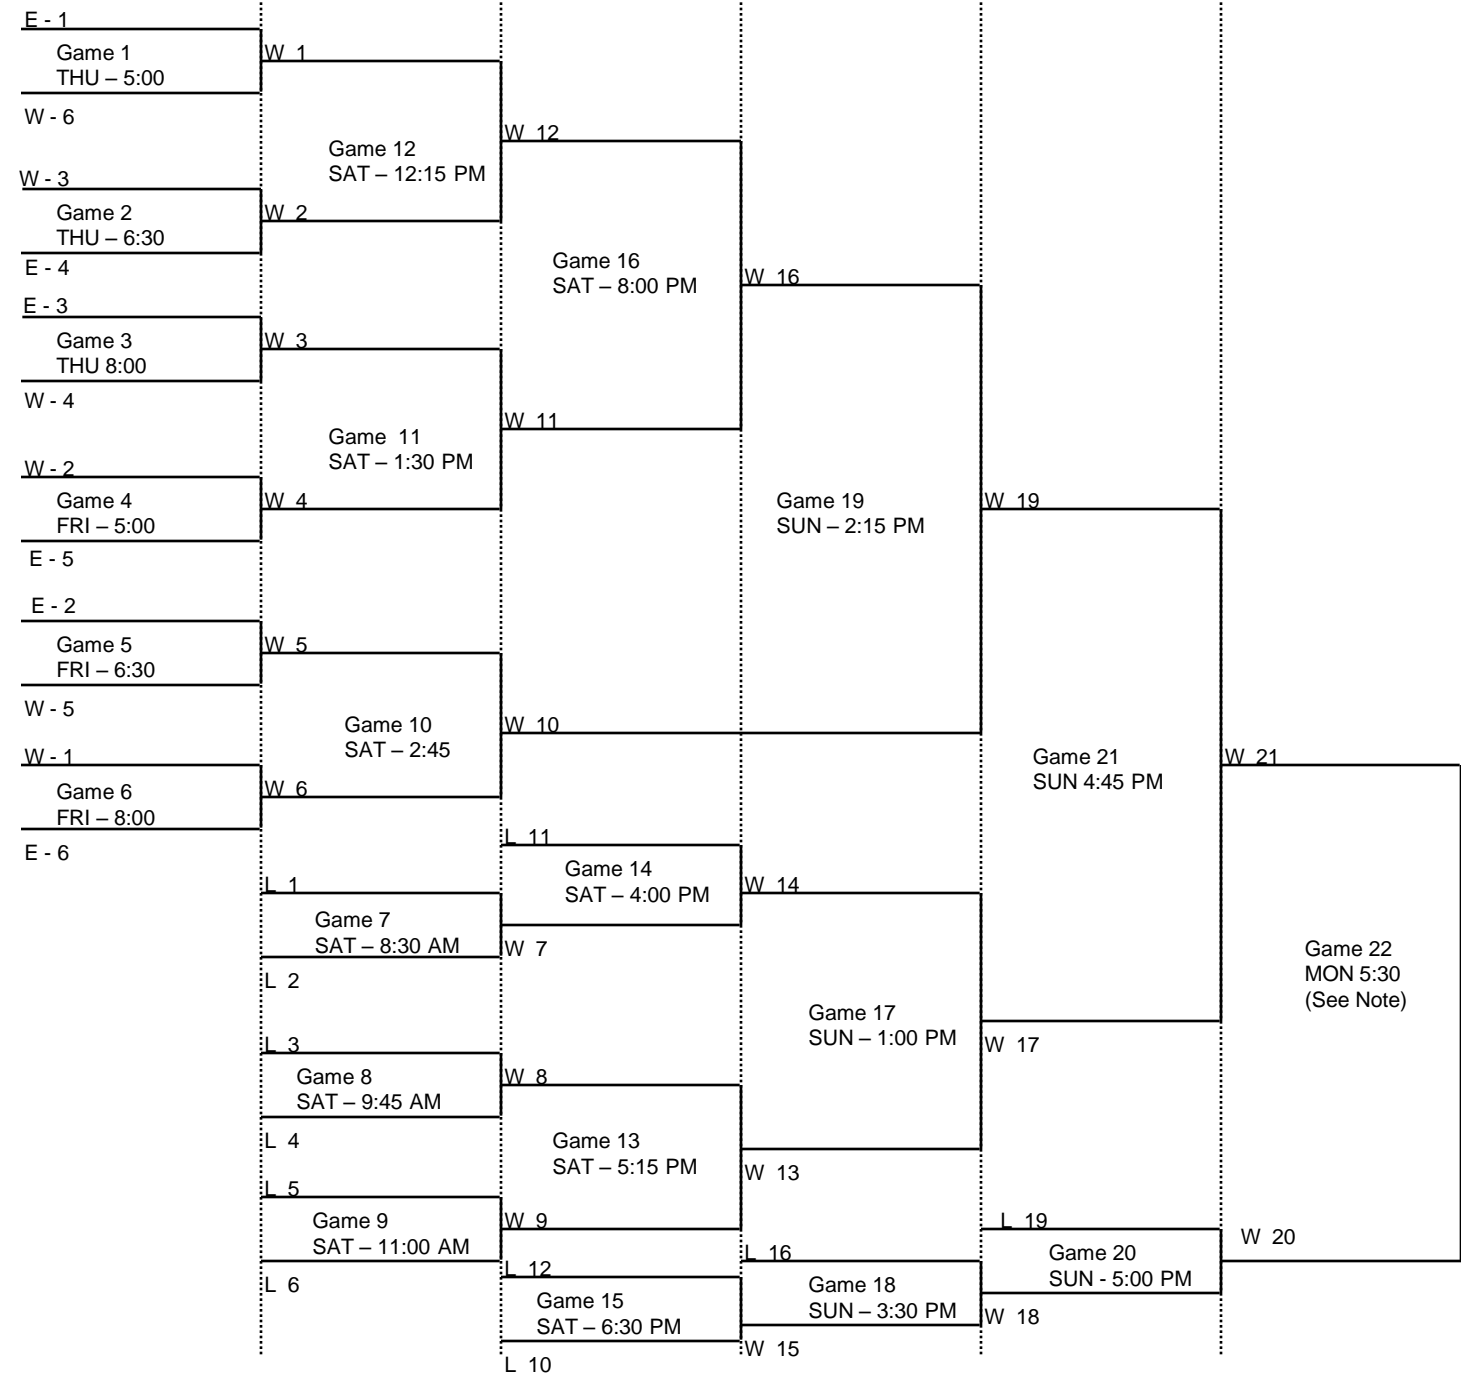 E - 1
Game 1
THU – 5:00
W - 6
W - 3
Game 2
THU – 6:30
E - 4
E - 3
Game 3
THU 8:00
W - 4
W - 2
Game 4
FRI – 5:00
E - 5
E - 2
Game 5
FRI – 6:30
W - 5
W - 1
Game 6
FRI – 8:00
E - 6
W 1
Game 12
SAT – 12:15 PM
W 2
W 3
Game 11
SAT – 1:30 PM
W 4
W 5
Game 10
SAT – 2:45
W 6
L 1
Game 7
SAT – 8:30 AM
L 2
L 3
Game 8
SAT – 9:45 AM
L 4
L 5
Game 9
SAT – 11:00 AM
L 6
W 12
Game 16
SAT – 8:00 PM
W 11
W 10
L 11
Game 14
SAT – 4:00 PM
W 7
W 8
Game 13
SAT – 5:15 PM
W 9
L 12
Game 15
SAT – 6:30 PM
L 10
W 16
Game 19
SUN – 2:15 PM
W 14
Game 17
SUN – 1:00 PM
W 13
L 16
Game 18
SUN – 3:30 PM
W 15
W 19
Game 21
SUN 4:45 PM
W 17
L 19
Game 20
SUN - 5:00 PM
W 18
W 21
Game 22
MON 5:30
(See Note)
W 20